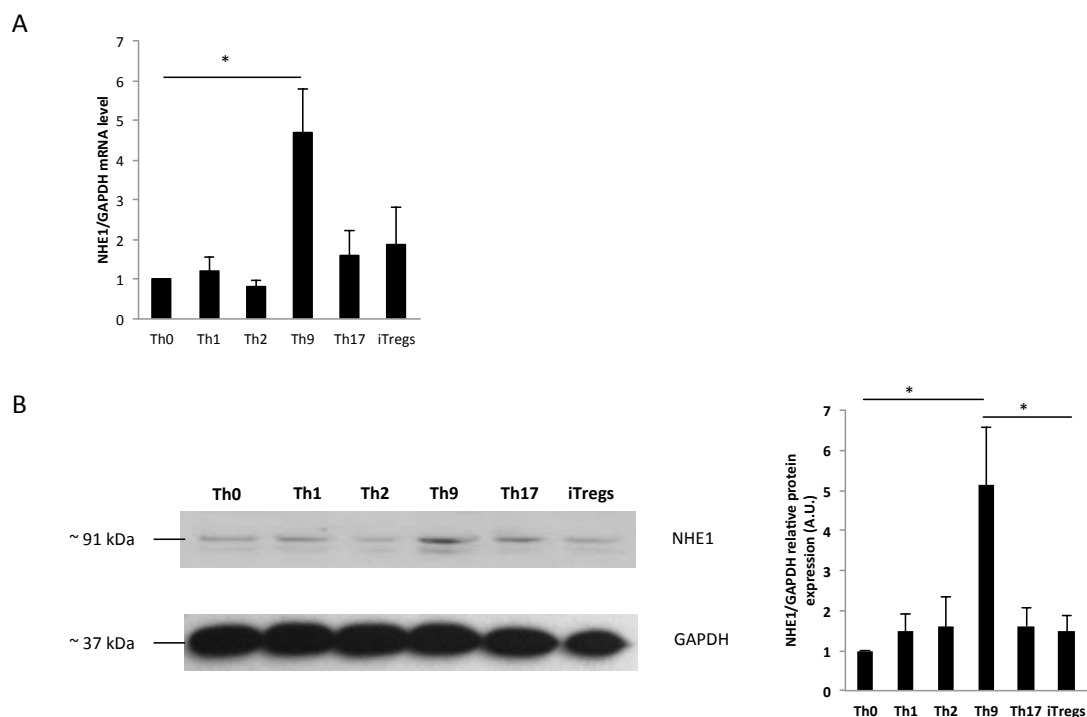 A
NHE1/GAPDH mRNA level
7
6
5
4
3
2
1
0
*
Th0 Th1 Th2 Th9 Th17 iTregs
B
Th0 Th1 Th2 Th9 Th17 iTregs
~ 91 kDa NHE1
~ 37 kDa GAPDH
NHE1/GAPDH relative protein
expression (A.U.)
* *
7
6
5
4
3
2
1
0
Th0 Th1 Th2 Th9 Th17 iTregs